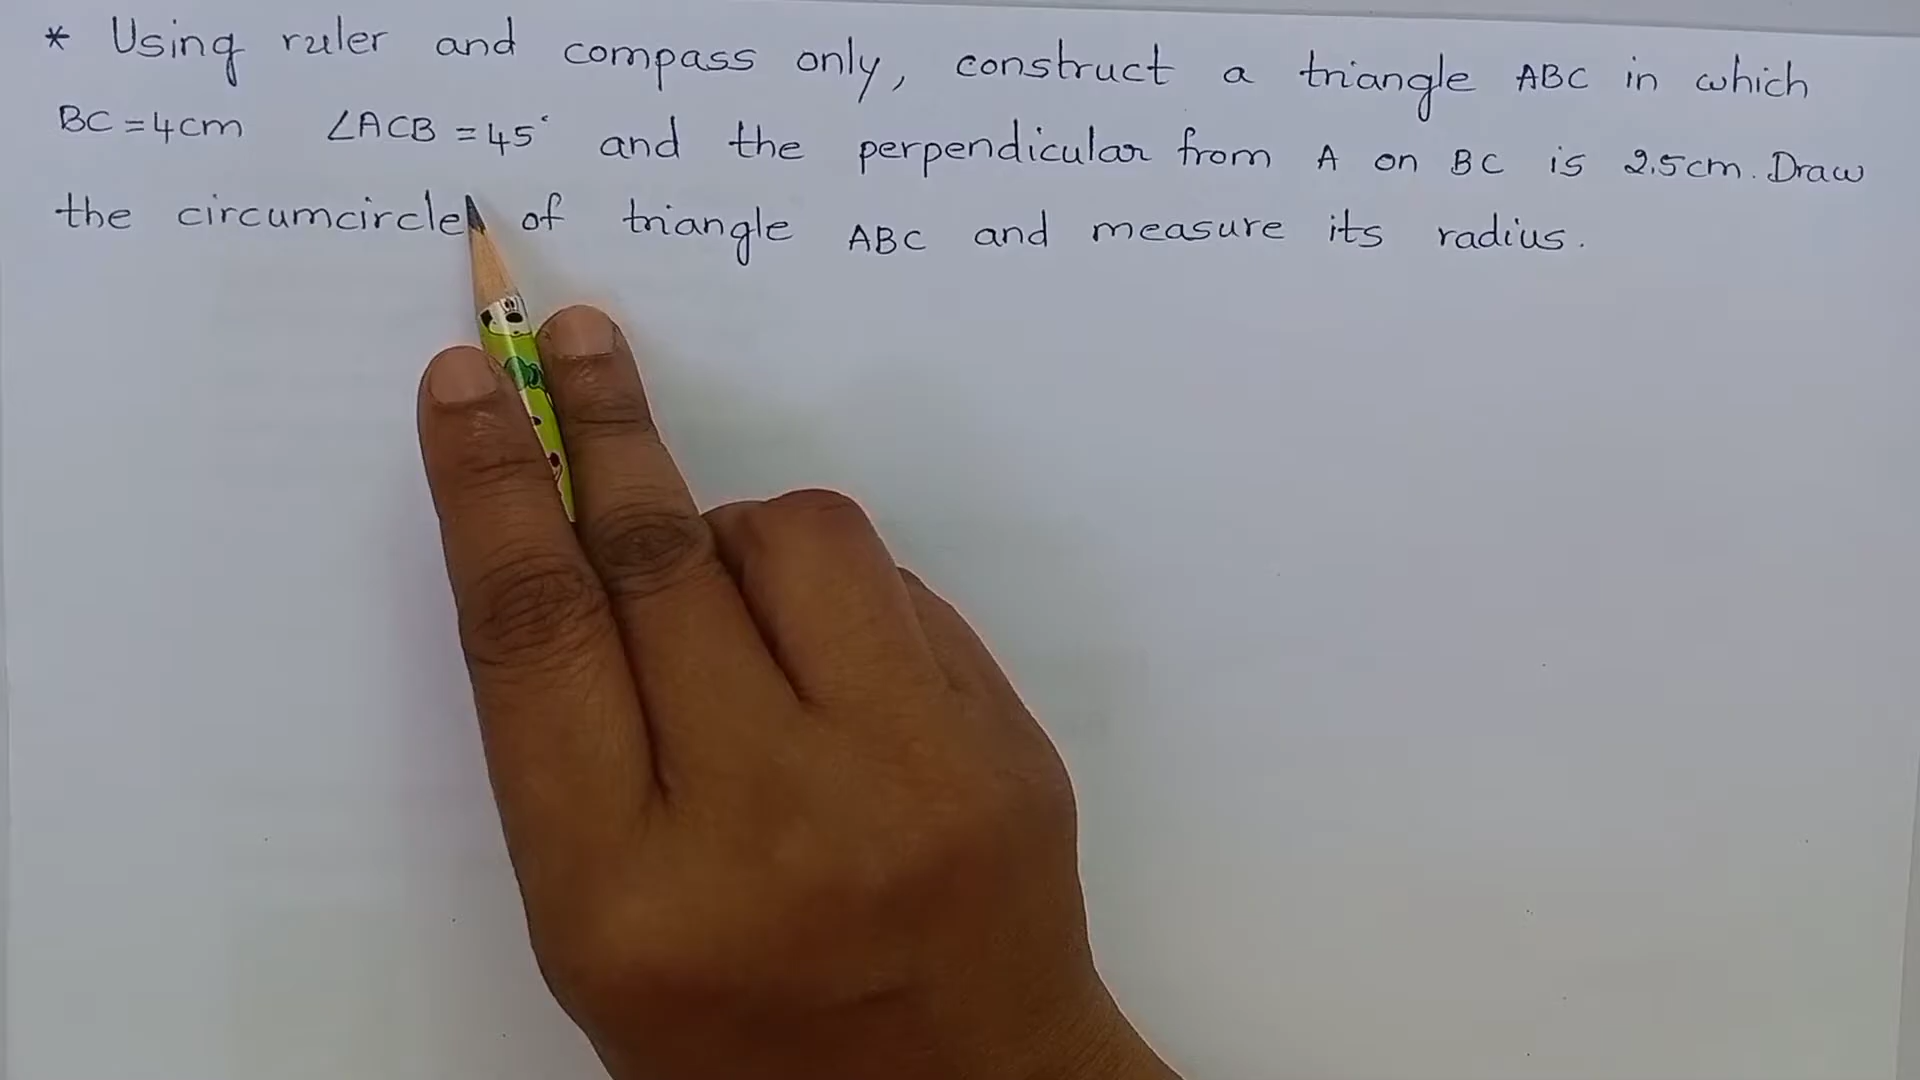 * Using ruler and compass only, construct a triangle ABC in which
BC = 4cm ∠ACB = 45° and the perpendicular from A on BC is 2.5cm. Draw
the circumcircle of triangle ABC and measure its radius.